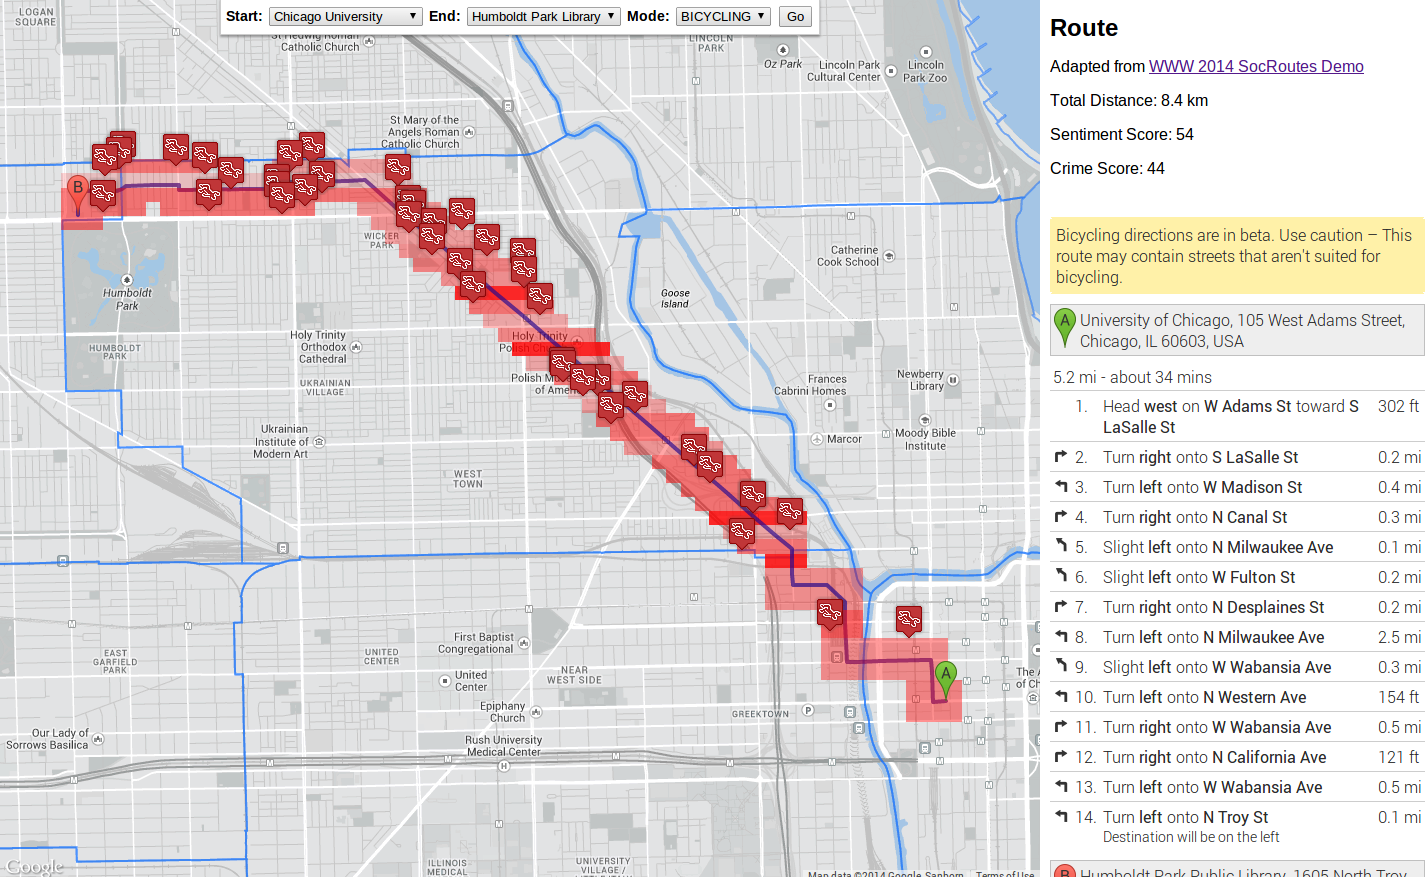 Start: Chicago University End: Humboldt Park Library Mode: BICYCLING Go
LOGAN
SQUARE
St Hedwig Roman
Catholic Church
LINCOLN
PARK
Oz Park
Lincoln Park
Cultural Center
Lincoln
Park Zoo
St Mary of the
Angels Roman
Catholic Church
B
WICKER
PARK
Catherine
Cook School
Humboldt
Park
Goose
Island
HUMBOLDT
PARK
Holy Trinity
Orthodox
Cathedral
Holy Trinity
Polish
Polish
of
UKRAINIAN
VILLAGE
Frances
Cabrini Homes
Newberry
Library
Ukrainian
Institute of
Modern Art
Marcor
Moody Bible
Institute
WEST
TOWN
EAST
GARFIELD
PARK
UNITED
CENTER
First Baptist
Congregational
United
Center
NEAR
WEST SIDE
Epiphany
Church
GREEKTOWN
A
The A
of Ch
Our Lady of
Sorrows Basilica
Rush University
Medical Center
ILLINOIS
MEDICAL
UNIVERSITY
VILLAGE /
Google
Map data ©2014 Google, Sanborn
Terms of Use
Route
Adapted from WWW 2014 SocRoutes Demo
Total Distance: 8.4 km
Sentiment Score: 54
Crime Score: 44
Bicycling directions are in beta. Use caution – This
route may contain streets that aren't suited for
bicycling.
A University of Chicago, 105 West Adams Street,
Chicago, IL 60603, USA
5.2 mi - about 34 mins
1. Head west on W Adams St toward S 302 ft
LaSalle St
2. Turn right onto S LaSalle St 0.2 mi
3. Turn left onto W Madison St 0.4 mi
4. Turn right onto N Canal St 0.3 mi
5. Slight left onto N Milwaukee Ave 0.1 mi
6. Slight left onto W Fulton St 0.2 mi
7. Turn right onto N Desplaines St 0.2 mi
8. Turn left onto N Milwaukee Ave 2.5 mi
9. Slight left onto W Wabansia Ave 0.3 mi
10. Turn left onto N Western Ave 154 ft
11. Turn right onto W Wabansia Ave 0.5 mi
12. Turn right onto N California Ave 121 ft
13. Turn left onto W Wabansia Ave 0.5 mi
14. Turn left onto N Troy St 0.1 mi
Destination will be on the left
B Humboldt Park Public Library, 1605 North Troy